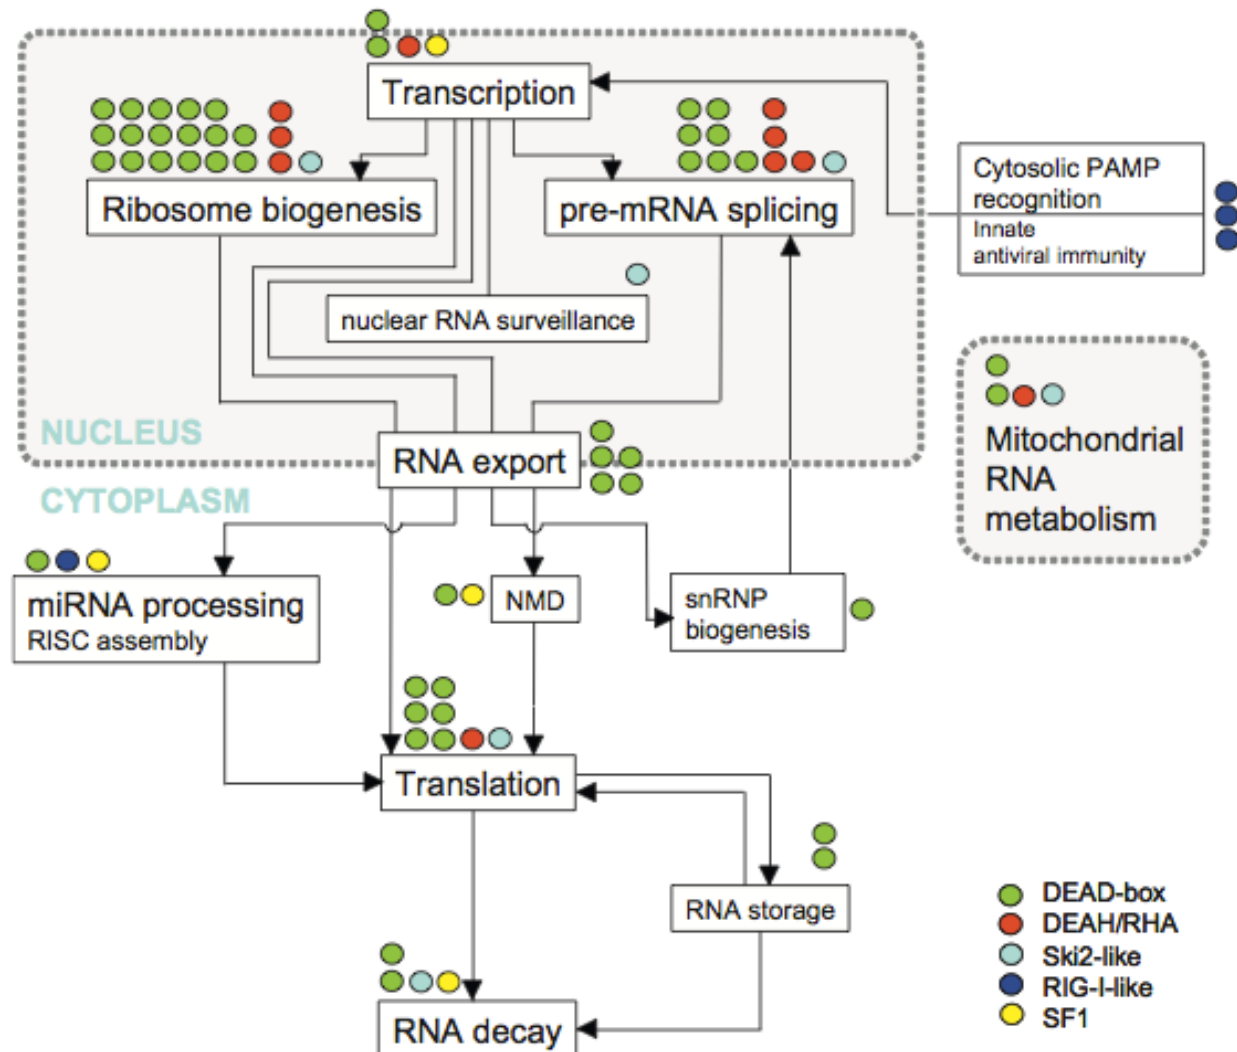 Transcription
Ribosome biogenesis
pre-mRNA splicing
Cytosolic PAMP
recognition
Innate
antiviral immunity
nuclear RNA surveillance
NUCLEUS
RNA export
CYTOPLASM
Mitochondrial
RNA
metabolism
miRNA processing
RISC assembly
NMD
snRNP
biogenesis
Translation
RNA storage
RNA decay
DEAD-box
DEAH/RHA
Ski2-like
RIG-I-like
SF1